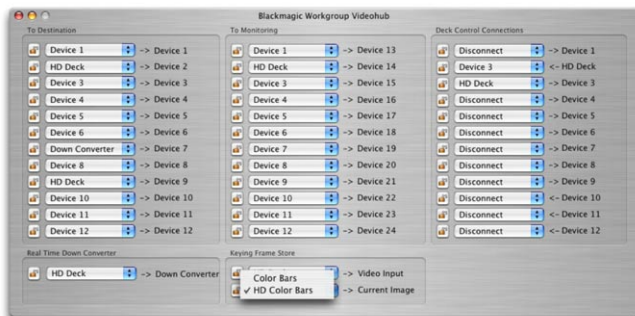 Blackmagic Workgroup Videohub
To Destination
Device 1 -> Device 1
HD Deck -> Device 2
Device 3 -> Device 3
Device 4 -> Device 4
Device 5 -> Device 5
Device 6 -> Device 6
Down Converter -> Device 7
Device 8 -> Device 8
HD Deck -> Device 9
Device 10 -> Device 10
Device 11 -> Device 11
Device 12 -> Device 12
To Monitoring
Device 1 -> Device 13
HD Deck -> Device 14
Device 3 -> Device 15
Device 4 -> Device 16
Device 5 -> Device 17
Device 6 -> Device 18
Device 7 -> Device 19
Device 8 -> Device 20
Device 9 -> Device 21
Device 10 -> Device 22
Device 11 -> Device 23
Device 12 -> Device 24
Deck Control Connections
Disconnect -> Device 1
Device 3 <- HD Deck
HD Deck -> Device 3
Disconnect -> Device 4
Disconnect -> Device 5
Disconnect -> Device 6
Disconnect -> Device 7
Disconnect -> Device 8
Disconnect -> Device 9
Disconnect <- Device 10
Disconnect <- Device 11
Disconnect <- Device 12
Real Time Down Converter
HD Deck -> Down Converter
Keying Frame Store
-> Video Input
Color Bars
✓ HD Color Bars -> Current Image